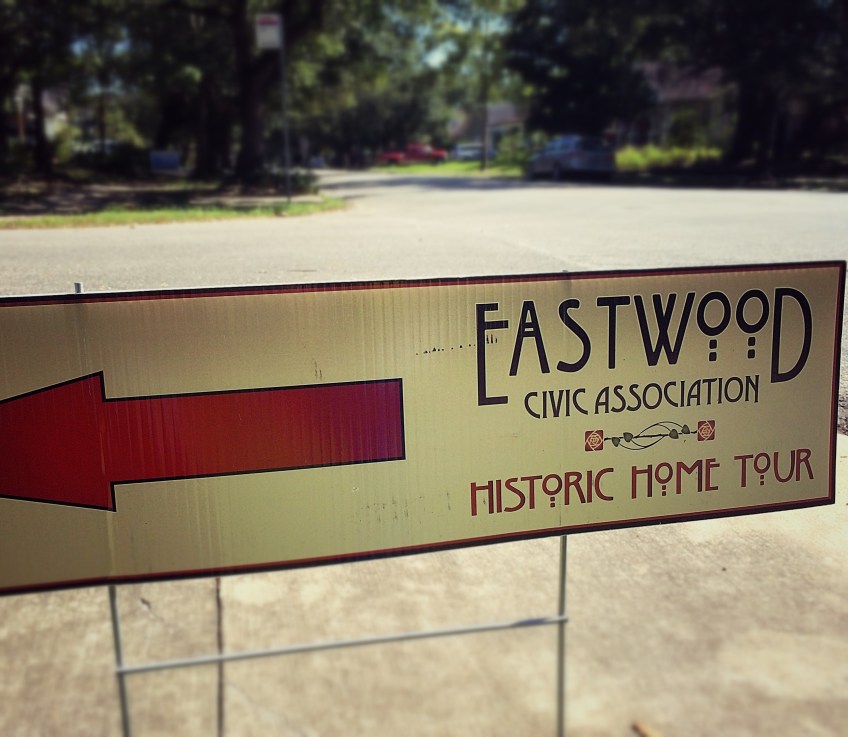 EASTWOOD
CIVIC ASSOCIATION
HISTORIC HOME TOUR